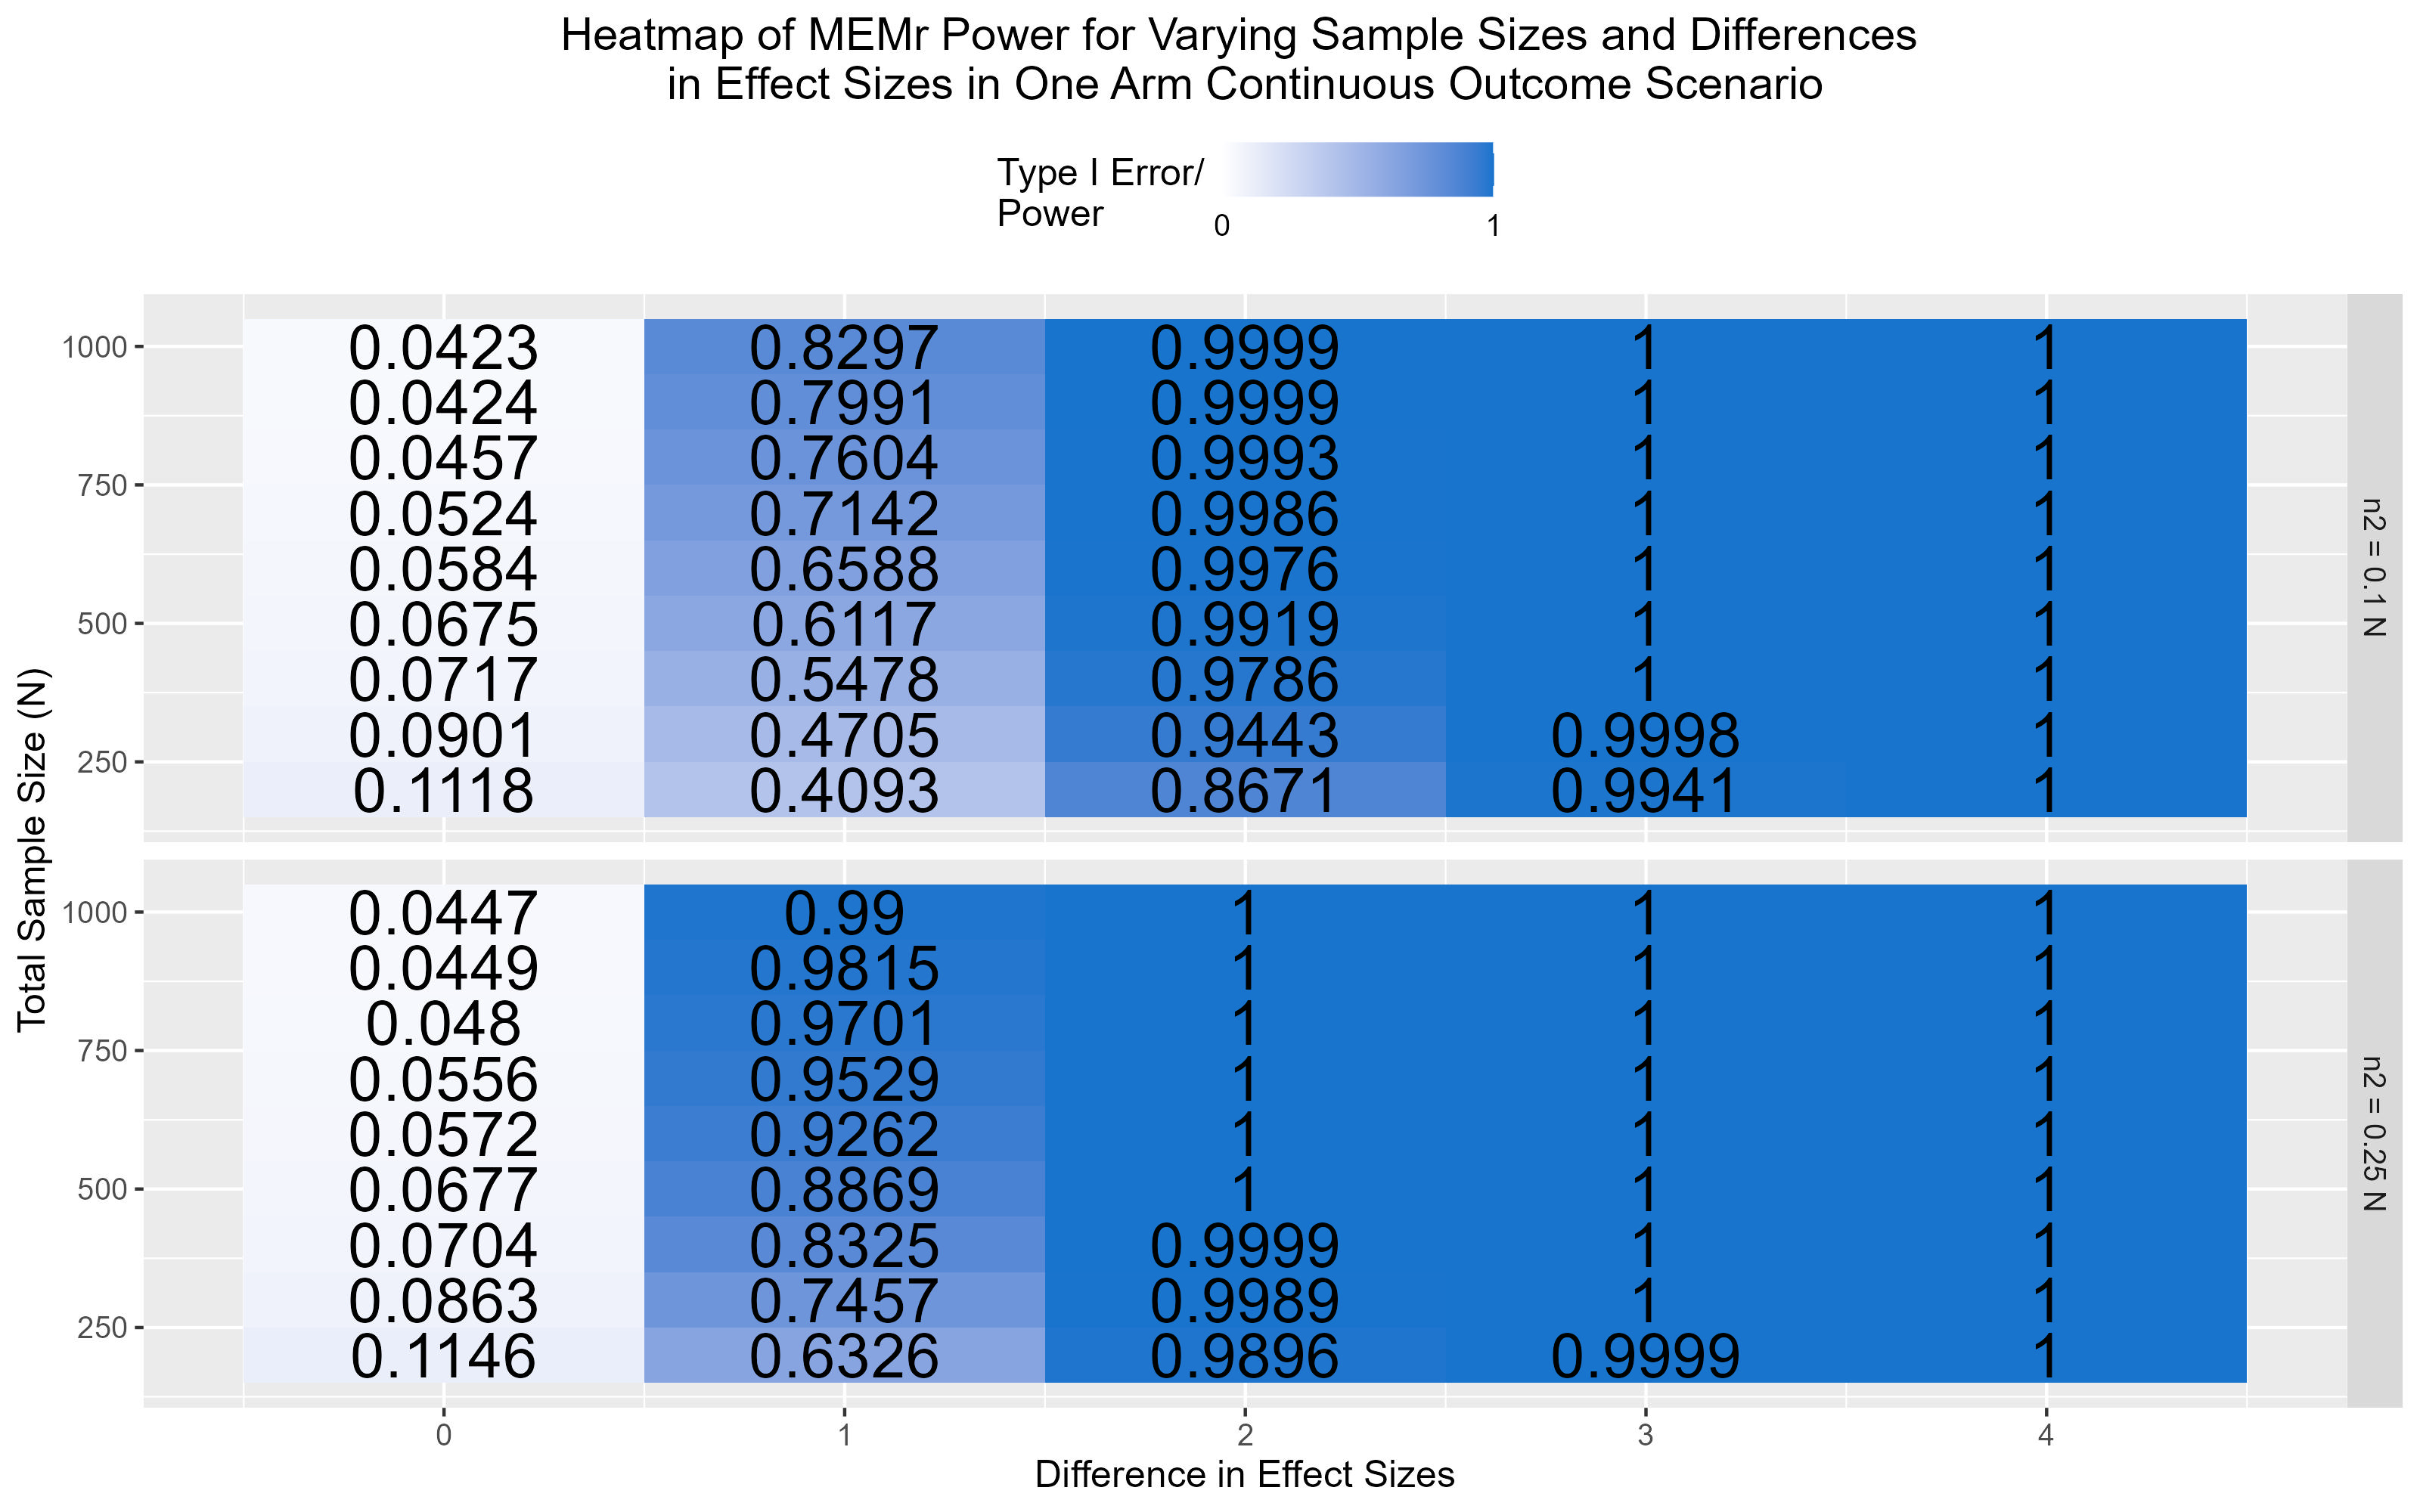 Heatmap of MEMr Power for Varying Sample Sizes and Differences
in Effect Sizes in One Arm Continuous Outcome Scenario
Type I Error/
Power
0 1
Total Sample Size (N)
1000 0.0423 0.8297 0.9999 1 1
0.0424 0.7991 0.9999 1 1
0.0457 0.7604 0.9993 1 1
750
0.0524 0.7142 0.9986 1 1
0.0584 0.6588 0.9976 1 1
500 0.0675 0.6117 0.9919 1 1
0.0717 0.5478 0.9786 1 1
0.0901 0.4705 0.9443 0.9998 1
250
0.1118 0.4093 0.8671 0.9941 1
n2 = 0.1 N
1000 0.0447 0.99 1 1 1
0.0449 0.9815 1 1 1
0.048 0.9701 1 1 1
750
0.0556 0.9529 1 1 1
0.0572 0.9262 1 1 1
500 0.0677 0.8869 1 1 1
0.0704 0.8325 0.9999 1 1
0.0863 0.7457 0.9989 1 1
250
0.1146 0.6326 0.9896 0.9999 1
n2 = 0.25 N
0 1 2 3 4
Difference in Effect Sizes